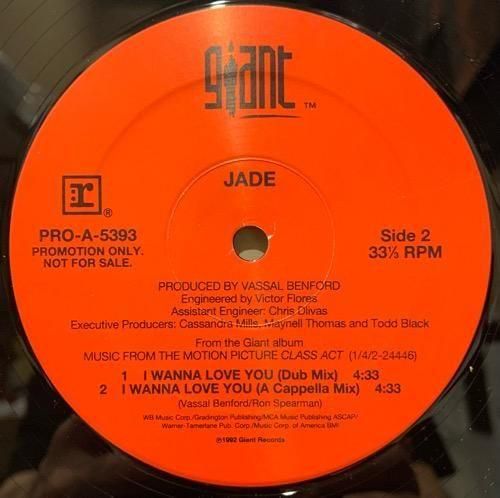 giant ™
r ®
JADE
PRO-A-5393
PROMOTION ONLY.
NOT FOR SALE.
Side 2
33⅓ RPM
PRODUCED BY VASSAL BENFORD
Engineered by Victor Flores
Assistant Engineer: Chris Divas
Executive Producers: Cassandra Mills, Maynell Thomas and Todd Black
From the Giant album
MUSIC FROM THE MOTION PICTURE CLASS ACT (1/4/2-24446)
1 I WANNA LOVE YOU (Dub Mix) 4:33
2 I WANNA LOVE YOU (A Cappella Mix) 4:33
(Vassal Benford/Ron Spearman)
WB Music Corp./Gradington Publishing/MCA Music Publishing ASCAP/
Warner-Tamerlane Pub. Corp./Music Corp. of America BMI
℗1992 Giant Records